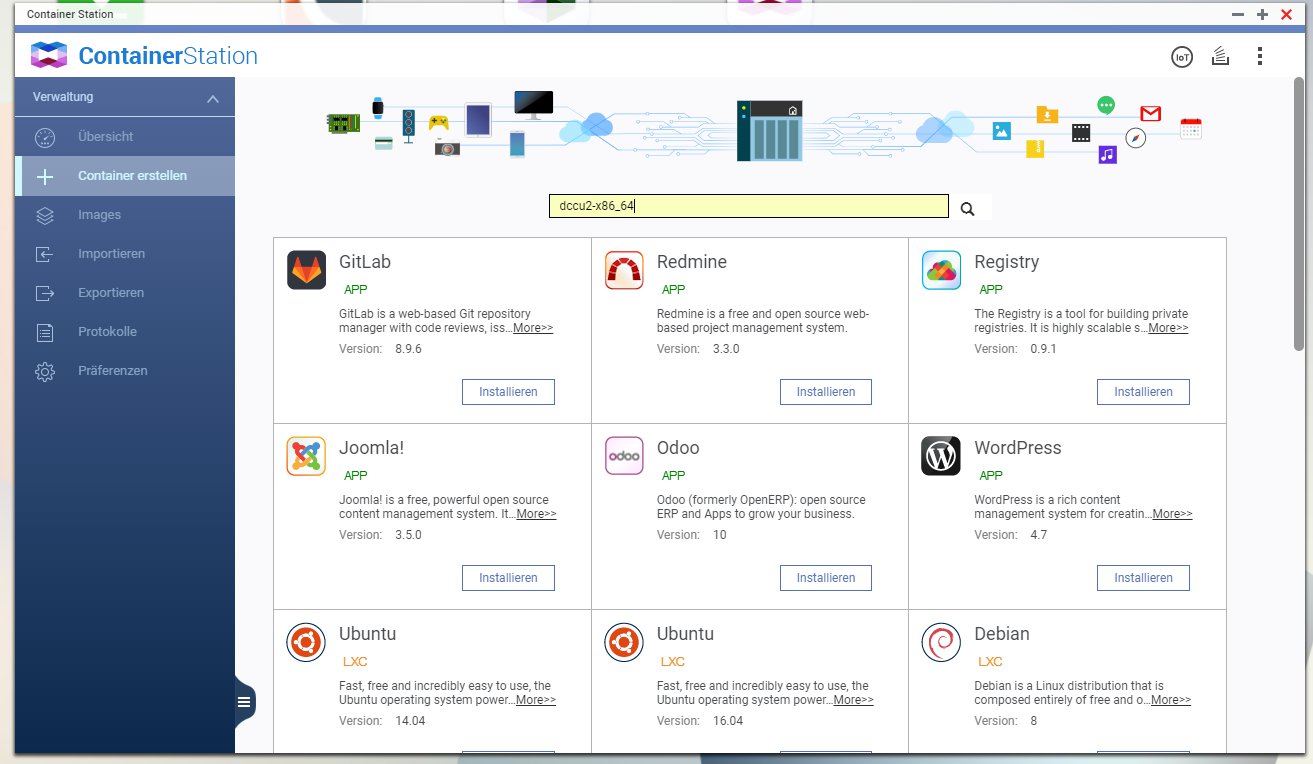 Container Station
ContainerStation
IoT
Verwaltung
Übersicht
Container erstellen
Images
Importieren
Exportieren
Protokolle
Präferenzen
dccu2-x86_64
GitLab
APP
GitLab is a web-based Git repository
manager with code reviews, iss...More>>
Version: 8.9.6
Installieren
Redmine
APP
Redmine is a free and open source web-
based project management system.
Version: 3.3.0
Installieren
Registry
APP
The Registry is a tool for building private
registries. It is highly scalable s...More>>
Version: 0.9.1
Installieren
Joomla!
APP
Joomla! is a free, powerful open source
content management system. It...More>>
Version: 3.5.0
Installieren
odoo
Odoo
APP
Odoo (formerly OpenERP): open source
ERP and Apps to grow your business.
Version: 10
Installieren
WordPress
APP
WordPress is a rich content
management system for creatin...More>>
Version: 4.7
Installieren
Ubuntu
LXC
Fast, free and incredibly easy to use, the
Ubuntu operating system power...More>>
Version: 14.04
Ubuntu
LXC
Fast, free and incredibly easy to use, the
Ubuntu operating system power...More>>
Version: 16.04
Debian
LXC
Debian is a Linux distribution that is
composed entirely of free and o...More>>
Version: 8